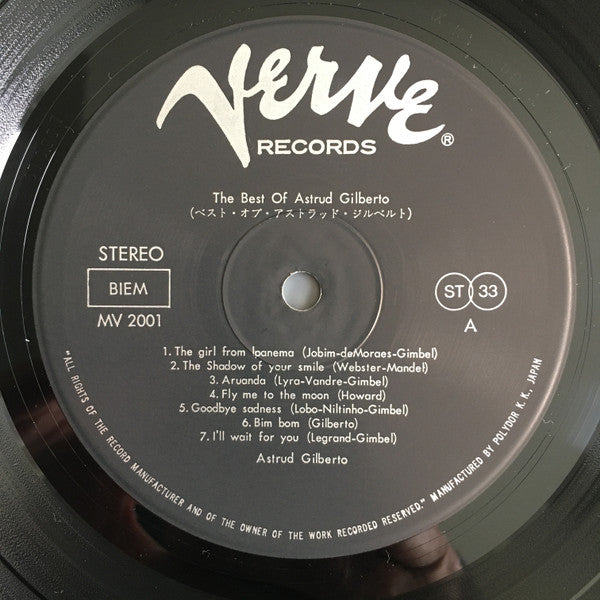 Verve
RECORDS ®
The Best Of Astrud Gilberto
(ベスト・オブ・アストラッド・ジルベルト)
STEREO
BIEM
MV 2001
ST 33
A
1. The girl from Ipanema (Jobim-deMoraes-Gimbel)
2. The Shadow of your smile (Webster-Mandel)
3. Aruanda (Lyra-Vandre-Gimbel)
4. Fly me to the moon (Howard)
5. Goodbye sadness (Lobo-Niltinho-Gimbel)
6. Bim bom (Gilberto)
7. I'll wait for you (Legrand-Gimbel)
Astrud Gilberto
"ALL RIGHTS OF THE RECORD MANUFACTURER AND OF THE OWNER OF THE WORK RECORDED RESERVED." MANUFACTURED BY POLYDOR K. K., JAPAN